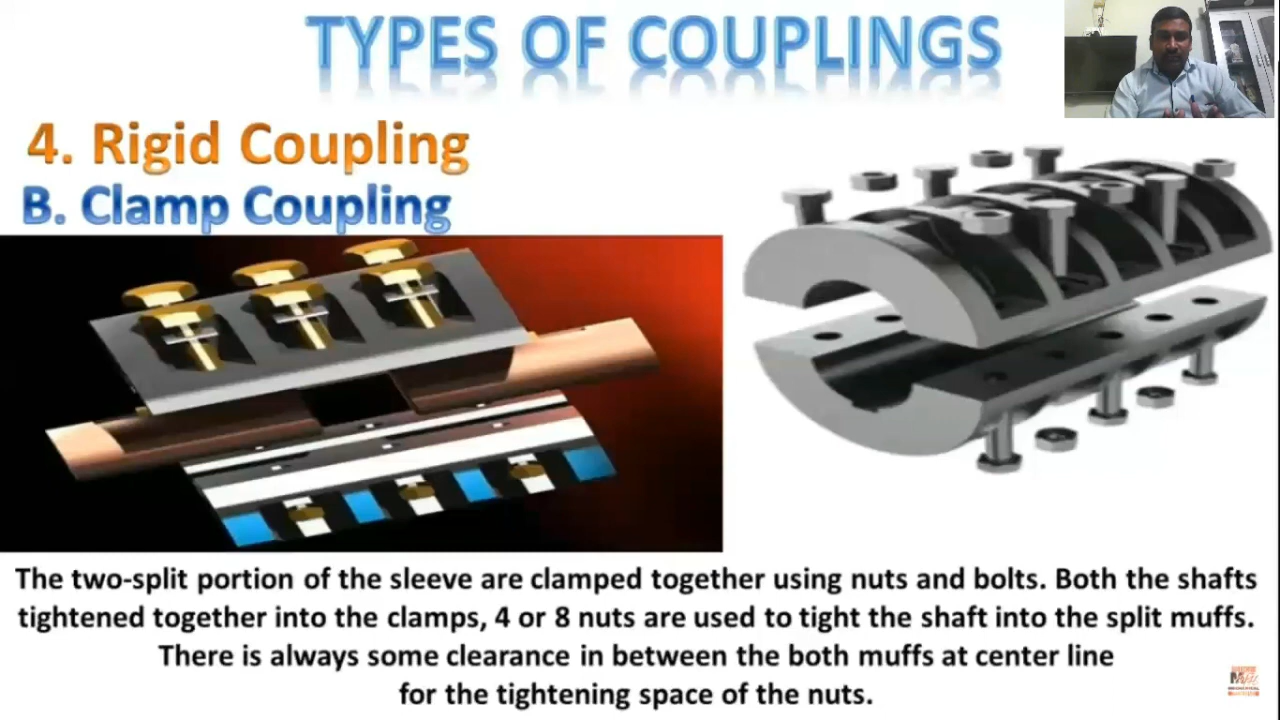 TYPES OF COUPLINGS
4. Rigid Coupling
B. Clamp Coupling
The two-split portion of the sleeve are clamped together using nuts and bolts. Both the shafts
tightened together into the clamps, 4 or 8 nuts are used to tight the shaft into the split muffs.
There is always some clearance in between the both muffs at center line
for the tightening space of the nuts.